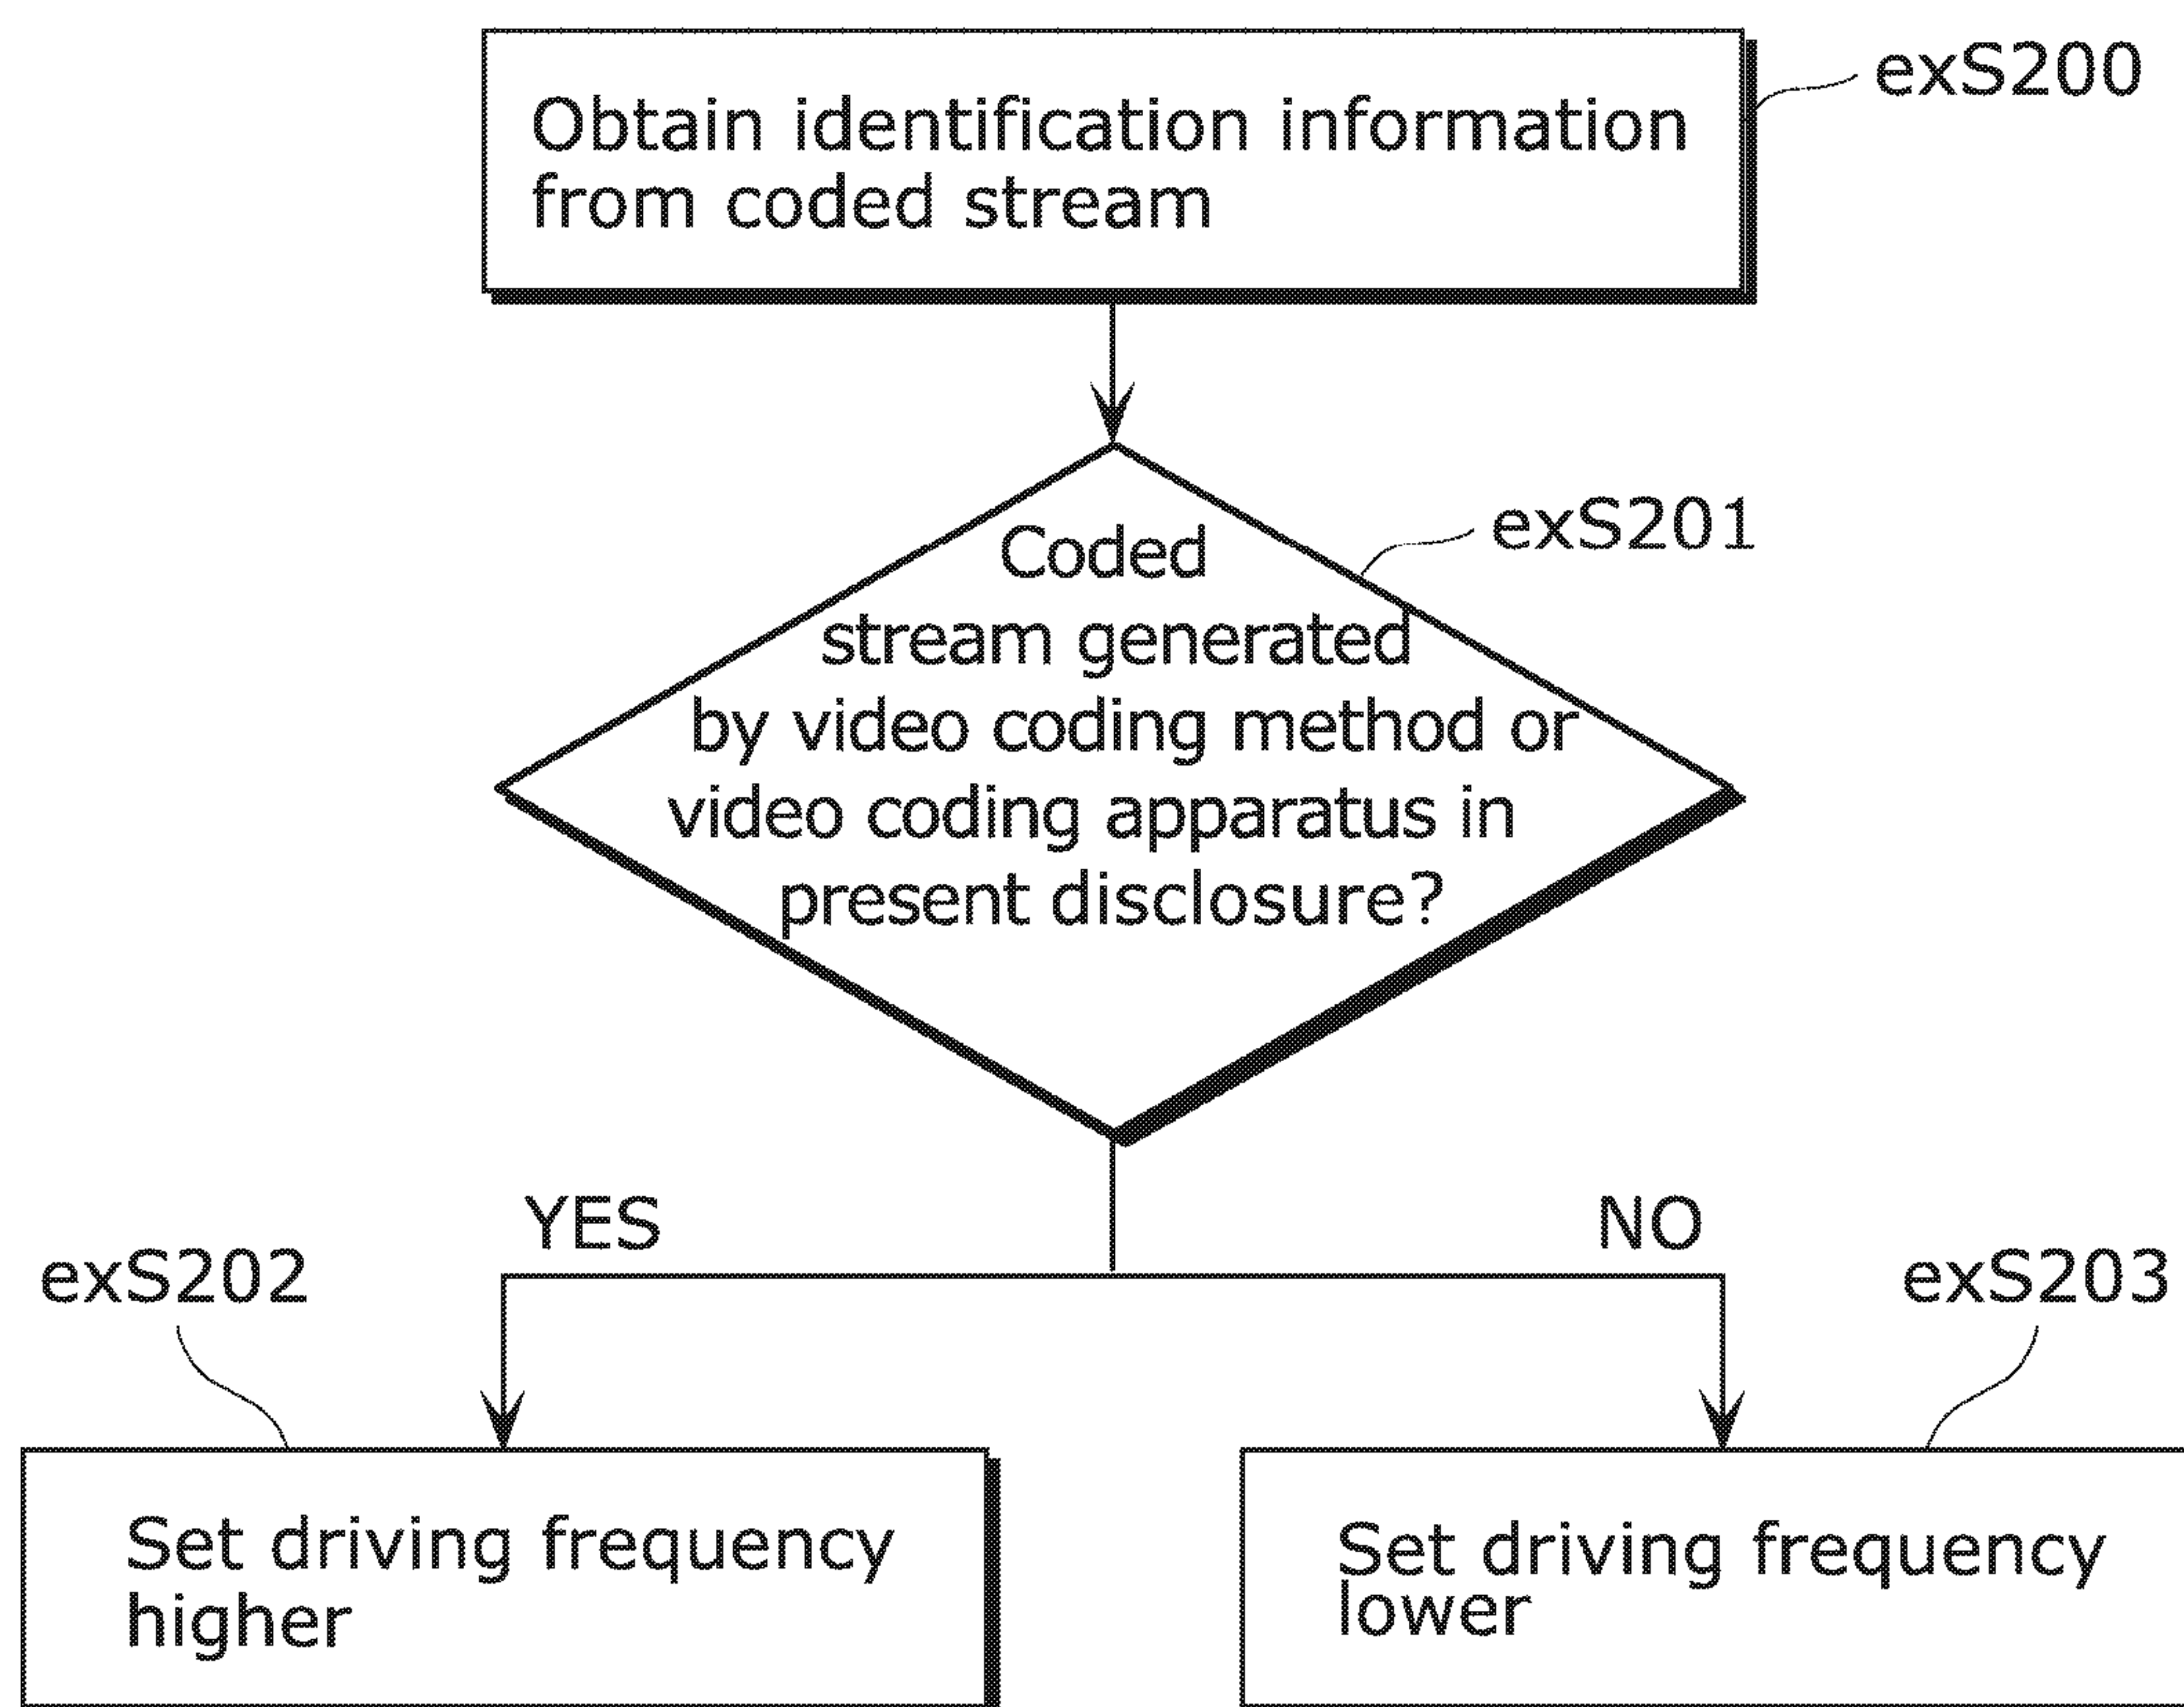 exS200
Obtain identification information
from coded stream
exS201
Coded
stream generated
by video coding method or
video coding apparatus in
present disclosure?
YES
NO
exS202
exS203
Set driving frequency
higher
Set driving frequency
lower